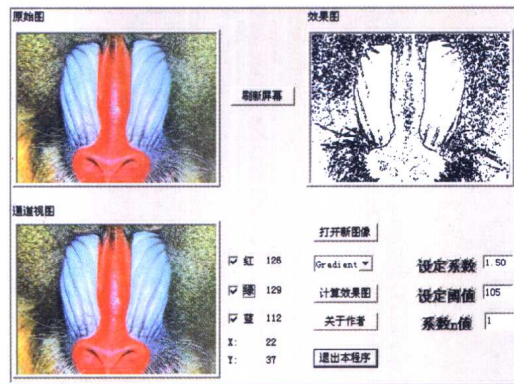 原始图
效果图
刷新屏幕
通道视图
打开新图像
红 126
Gradient
设定系数 1.50
绿 129
计算效果图
设定阈值 105
蓝 112
关于作者
系数n值 1
X: 22
Y: 37
退出本程序